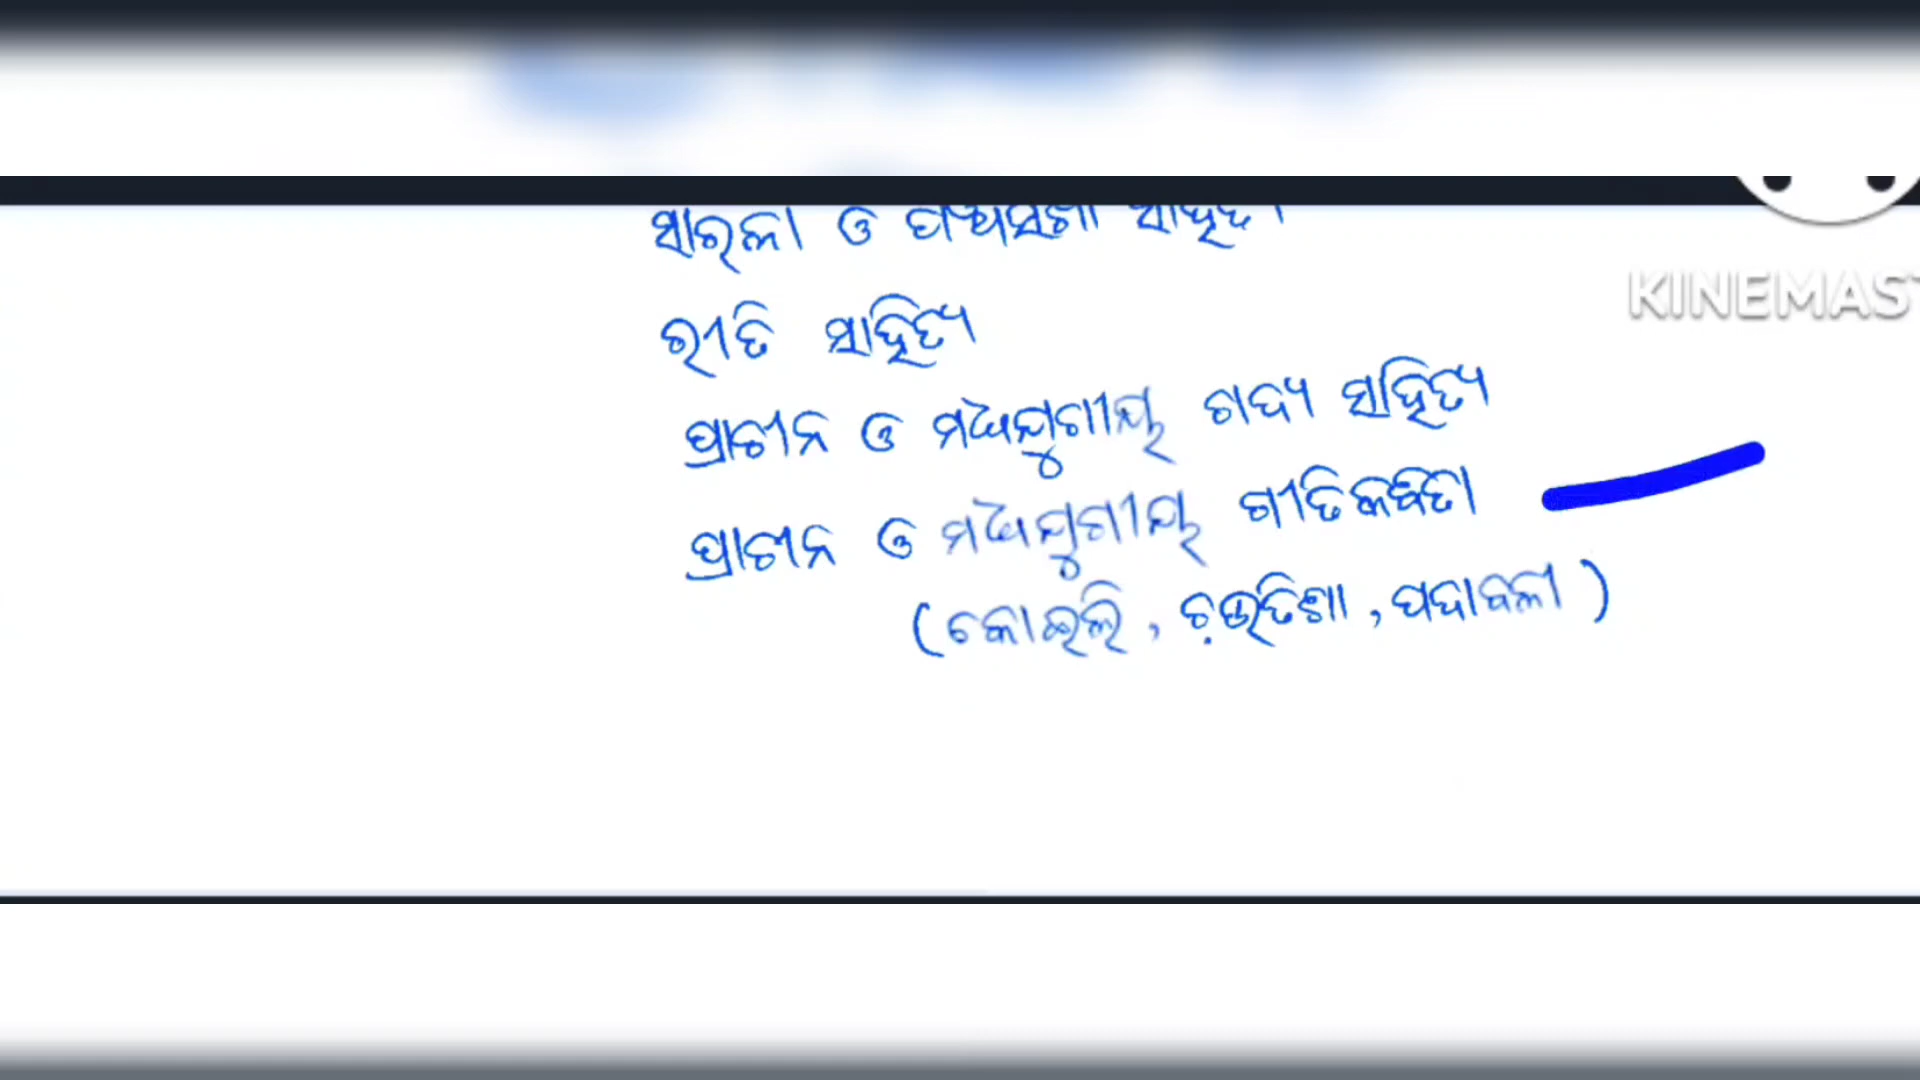 ସାରଳା ଓ ପଞ୍ଚସଖା ସାହିତ୍ୟ
ରୀତି ସାହିତ୍ୟ
KINEMAST
ପ୍ରାଚୀନ ଓ ମଧ୍ୟଯୁଗୀୟ ଗଦ୍ୟ ସାହିତ୍ୟ
ପ୍ରାଚୀନ ଓ ମଧ୍ୟଯୁଗୀୟ ଗୀତିକବିତା
(କୋଇଲି, ଚଉତିଶା, ପଦାବଳୀ)